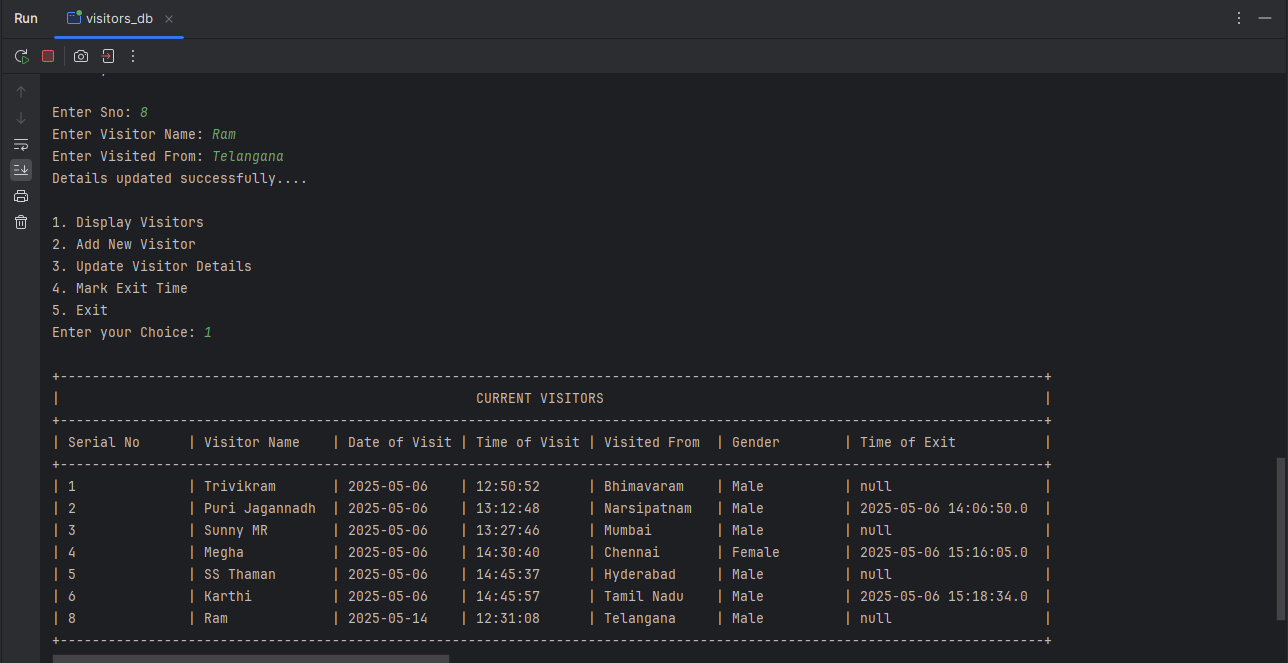 Run visitors_db
Enter Sno: 8
Enter Visitor Name: Ram
Enter Visited From: Telangana
Details updated successfully....
1. Display Visitors
2. Add New Visitor
3. Update Visitor Details
4. Mark Exit Time
5. Exit
Enter your Choice: 1
+---------------------------------------------------------------------------------------------------------------------------+
| CURRENT VISITORS |
+---------------------------------------------------------------------------------------------------------------------------+
| Serial No | Visitor Name | Date of Visit | Time of Visit | Visited From | Gender | Time of Exit |
+---------------------------------------------------------------------------------------------------------------------------+
| 1 | Trivikram | 2025-05-06 | 12:50:52 | Bhimavaram | Male | null |
| 2 | Puri Jagannadh | 2025-05-06 | 13:12:48 | Narsipatnam | Male | 2025-05-06 14:06:50.0 |
| 3 | Sunny MR | 2025-05-06 | 13:27:46 | Mumbai | Male | null |
| 4 | Megha | 2025-05-06 | 14:30:40 | Chennai | Female | 2025-05-06 15:16:05.0 |
| 5 | SS Thaman | 2025-05-06 | 14:45:37 | Hyderabad | Male | null |
| 6 | Karthi | 2025-05-06 | 14:45:57 | Tamil Nadu | Male | 2025-05-06 15:18:34.0 |
| 8 | Ram | 2025-05-14 | 12:31:08 | Telangana | Male | null |
+---------------------------------------------------------------------------------------------------------------------------+